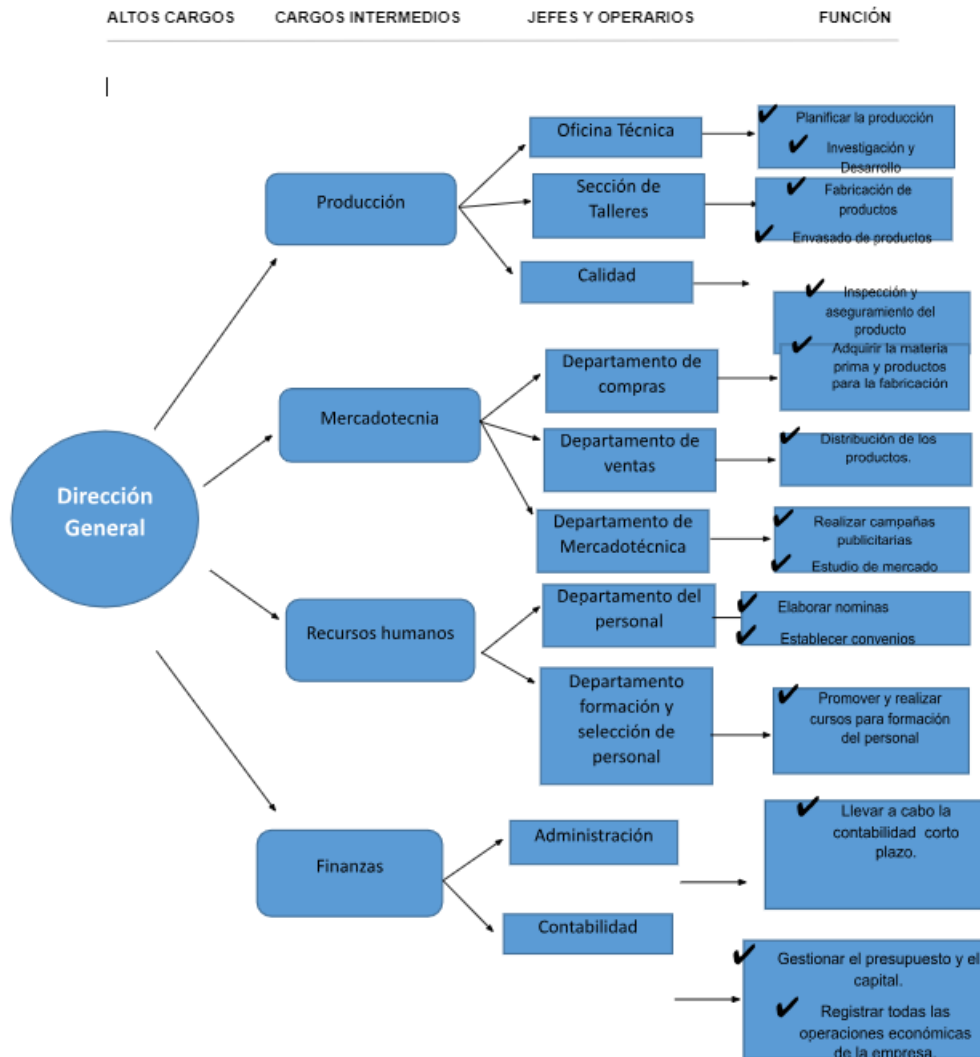 ALTOS CARGOS CARGOS INTERMEDIOS JEFES Y OPERARIOS FUNCIÓN
Dirección
General
Producción
Oficina Técnica
Planificar la producción
Investigación y
Desarrollo
Sección de
Talleres
Fabricación de
productos
Envasado de productos
Calidad
Inspección y
aseguramiento del
producto
Mercadotecnia
Departamento de
compras
Adquirir la materia
prima y productos
para la fabricación
Departamento de
ventas
Distribución de los
productos.
Departamento de
Mercadotécnica
Realizar campañas
publicitarias
Estudio de mercado
Recursos humanos
Departamento del
personal
Elaborar nominas
Establecer convenios
Departamento
formación y
selección de
personal
Promover y realizar
cursos para formación
del personal
Finanzas
Administración
Llevar a cabo la
contabilidad corto
plazo.
Contabilidad
Gestionar el presupuesto y el
capital.
Registrar todas las
operaciones económicas
de la empresa.